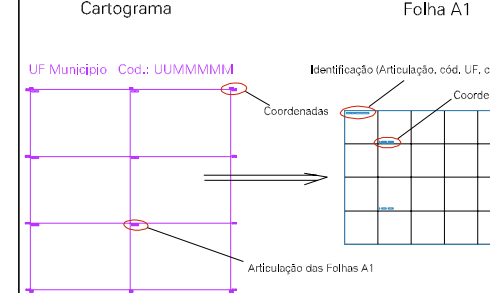 Cartograma
Folha A1
UF Município Cod.: UUMMMMM
Identificação (Articulação, cód. UF, c
Coorde
Coordenadas
Articulação das Folhas A1